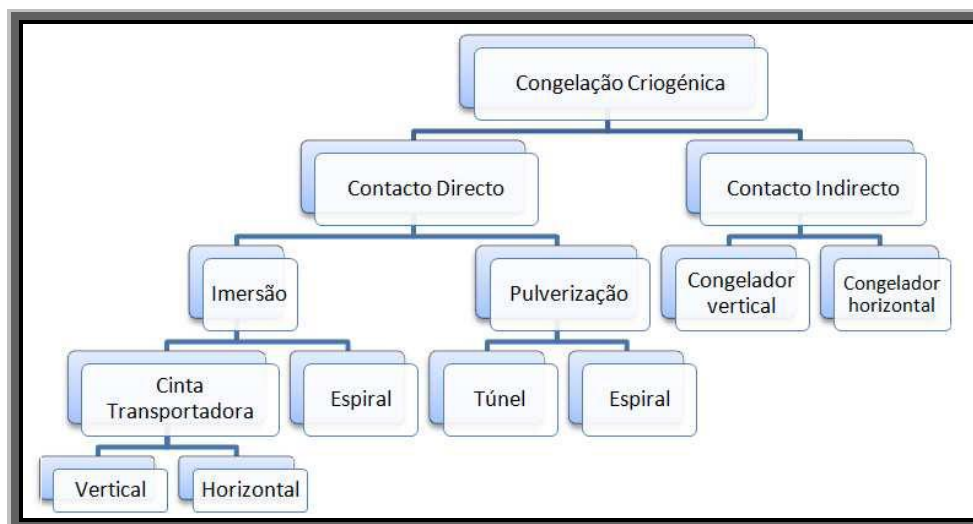 Congelação Criogénica
Contacto Directo
Contacto Indirecto
Imersão
Pulverização
Congelador
vertical
Congelador
horizontal
Cinta
Transportadora
Espiral
Túnel
Espiral
Vertical
Horizontal